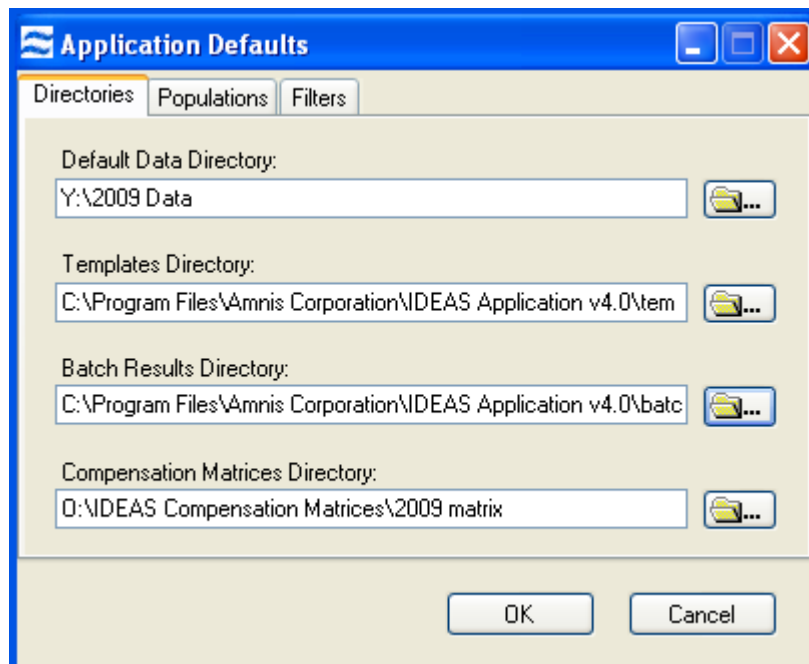 Application Defaults
Directories Populations Filters
Default Data Directory:
Y:\2009 Data
...
Templates Directory:
C:\Program Files\Amnis Corporation\IDEAS Application v4.0\tem
...
Batch Results Directory:
C:\Program Files\Amnis Corporation\IDEAS Application v4.0\batc
...
Compensation Matrices Directory:
O:\IDEAS Compensation Matrices\2009 matrix
...
OK Cancel